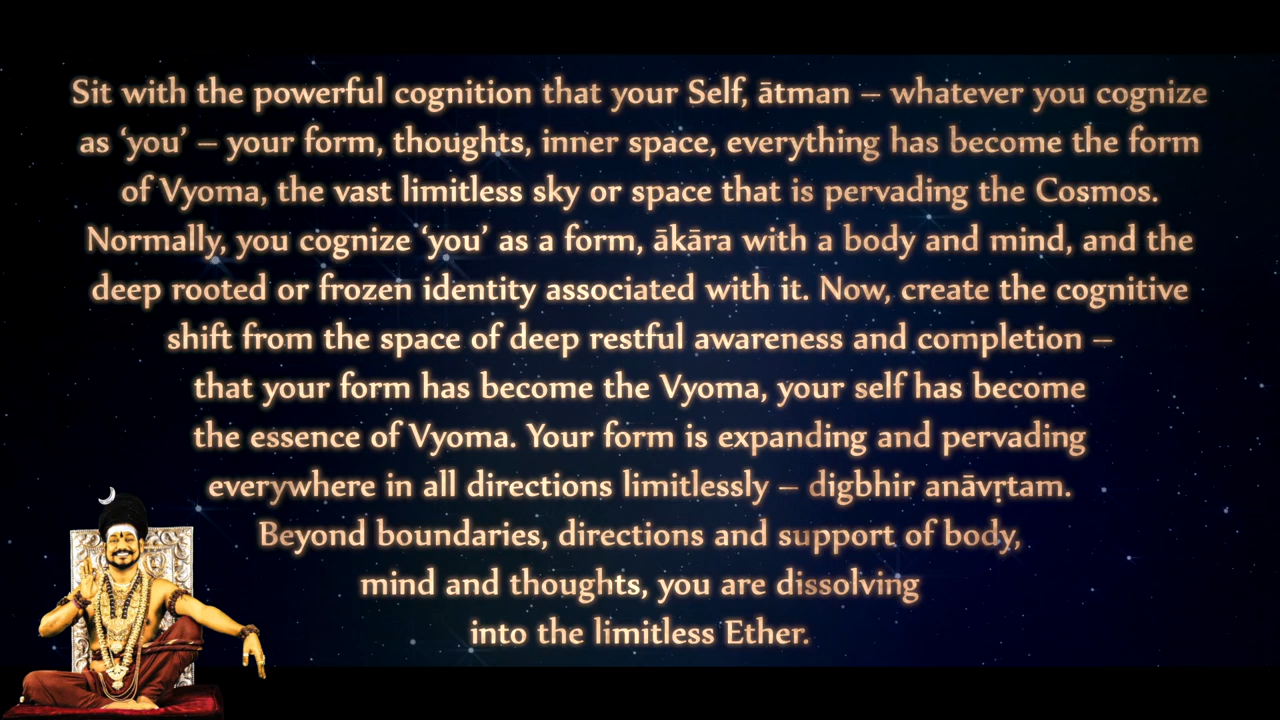 Sit with the powerful cognition that your Self, ātman – whatever you cognize
as ‘you’ – your form, thoughts, inner space, everything has become the form
of Vyoma, the vast limitless sky or space that is pervading the Cosmos.
Normally, you cognize ‘you’ as a form, ākāra with a body and mind, and the
deep rooted or frozen identity associated with it. Now, create the cognitive
shift from the space of deep restful awareness and completion –
that your form has become the Vyoma, your self has become
the essence of Vyoma. Your form is expanding and pervading
everywhere in all directions limitlessly – digbhir anāvṛtam.
Beyond boundaries, directions and support of body,
mind and thoughts, you are dissolving
into the limitless Ether.